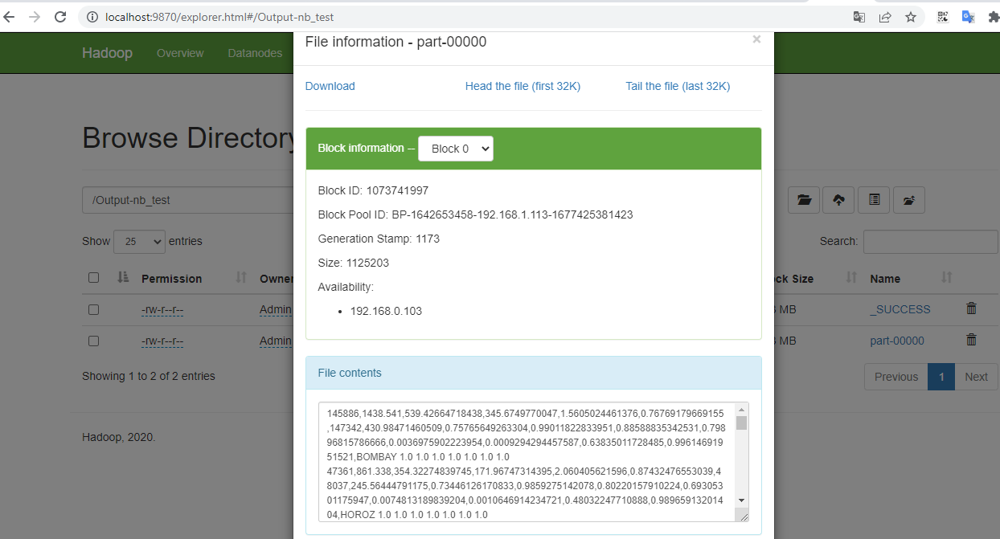 localhost:9870/explorer.html#/Output-nb_test
File information - part-00000
×
Hadoop Overview Datanodes
Download Head the file (first 32K) Tail the file (last 32K)
Browse Directory
Block information -- Block 0
Block ID: 1073741997
/Output-nb_test
Block Pool ID: BP-1642653458-192.168.1.113-1677425381423
Generation Stamp: 1173
Show 25 entries
Search:
Size: 1125203
Permission Owner
ck Size Name
Availability:
• 192.168.0.103
-rw-r--r-- Admin
MB _SUCCESS
-rw-r--r-- Admin
MB part-00000
File contents
Showing 1 to 2 of 2 entries
Previous 1 Next
145886,1438.541,539.42664718438,345.6749770047,1.5605024461376,0.76769179669155
,147342,430.98471460509,0.75765649263304,0.99011822833951,0.88588835342531,0.798
96815786666,0.0036975902223954,0.0009294294457587,0.63835011728485,0.996146919
51521,BOMBAY 1.0 1.0 1.0 1.0 1.0 1.0 1.0
47361,861.338,354.32274839745,171.96747314395,2.060405621596,0.87432476553039,4
8037,245.56444791175,0.73446126170833,0.9859275142078,0.80220157910224,0.69305
301175947,0.0074813189839204,0.0010646914234721,0.48032247710888,0.989659132014
04,HOROZ 1.0 1.0 1.0 1.0 1.0 1.0 1.0
Hadoop, 2020.